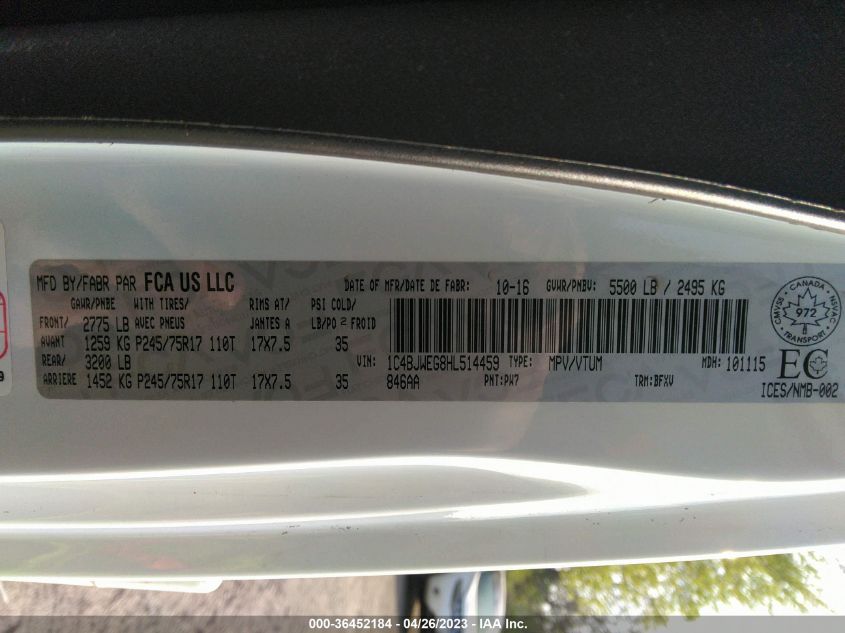 MFD BY/FABR PAR FCA US LLC
DATE OF MFR/DATE DE FABR: 10-16 GVWR/PNBV: 5500 LB / 2495 KG
GAWR/PNBE WITH TIRES/ RIMS AT/ PSI COLD/
FRONT/ 2775 LB AVEC PNEUS JANTES A LB/PO2 FROID
AVANT 1259 KG P245/75R17 110T 17X7.5 35
REAR/ 3200 LB
ARRIERE 1452 KG P245/75R17 110T 17X7.5 35
VIN: 1C4BJWEG8HL514459 TYPE: MPV/VTUM MDH: 101115
846AA PNT: PW7 TRM: BFXV
CMVSS CANADA NSVAC
972
TRANSPORT
EC
ICES/NMB-002
9
000-36452184 - 04/26/2023 - IAA Inc.